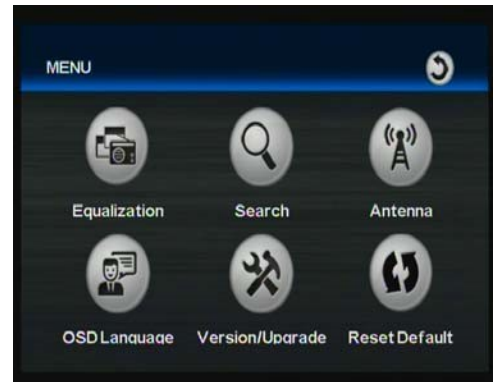 MENU
Equalization Search Antenna
OSD Language Version/Upgrade Reset Default